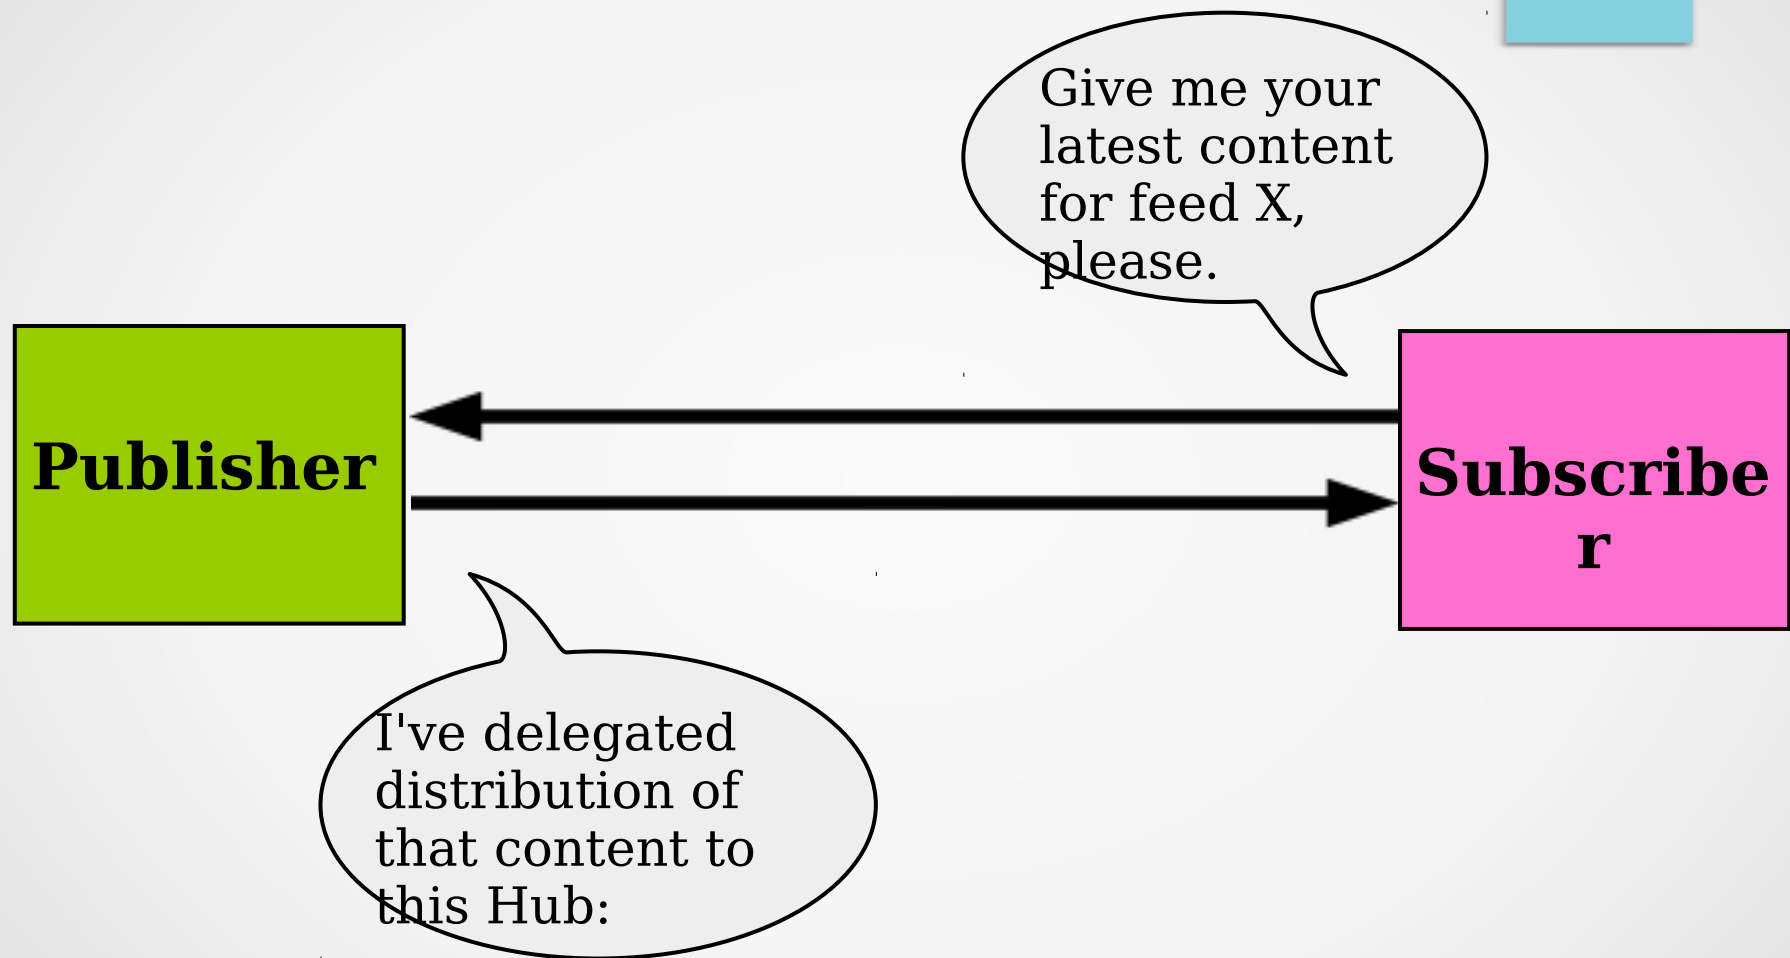 Give me your
latest content
for feed X,
please.
Publisher
Subscribe
r
I've delegated
distribution of
that content to
this Hub: